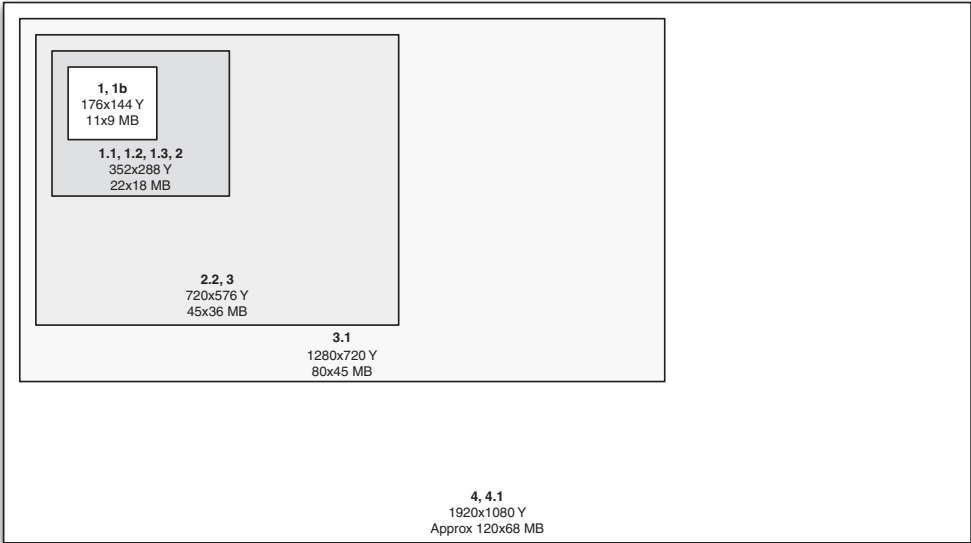 1, 1b
176x144 Y
11x9 MB
1.1, 1.2, 1.3, 2
352x288 Y
22x18 MB
2.2, 3
720x576 Y
45x36 MB
3.1
1280x720 Y
80x45 MB
4, 4.1
1920x1080 Y
Approx 120x68 MB